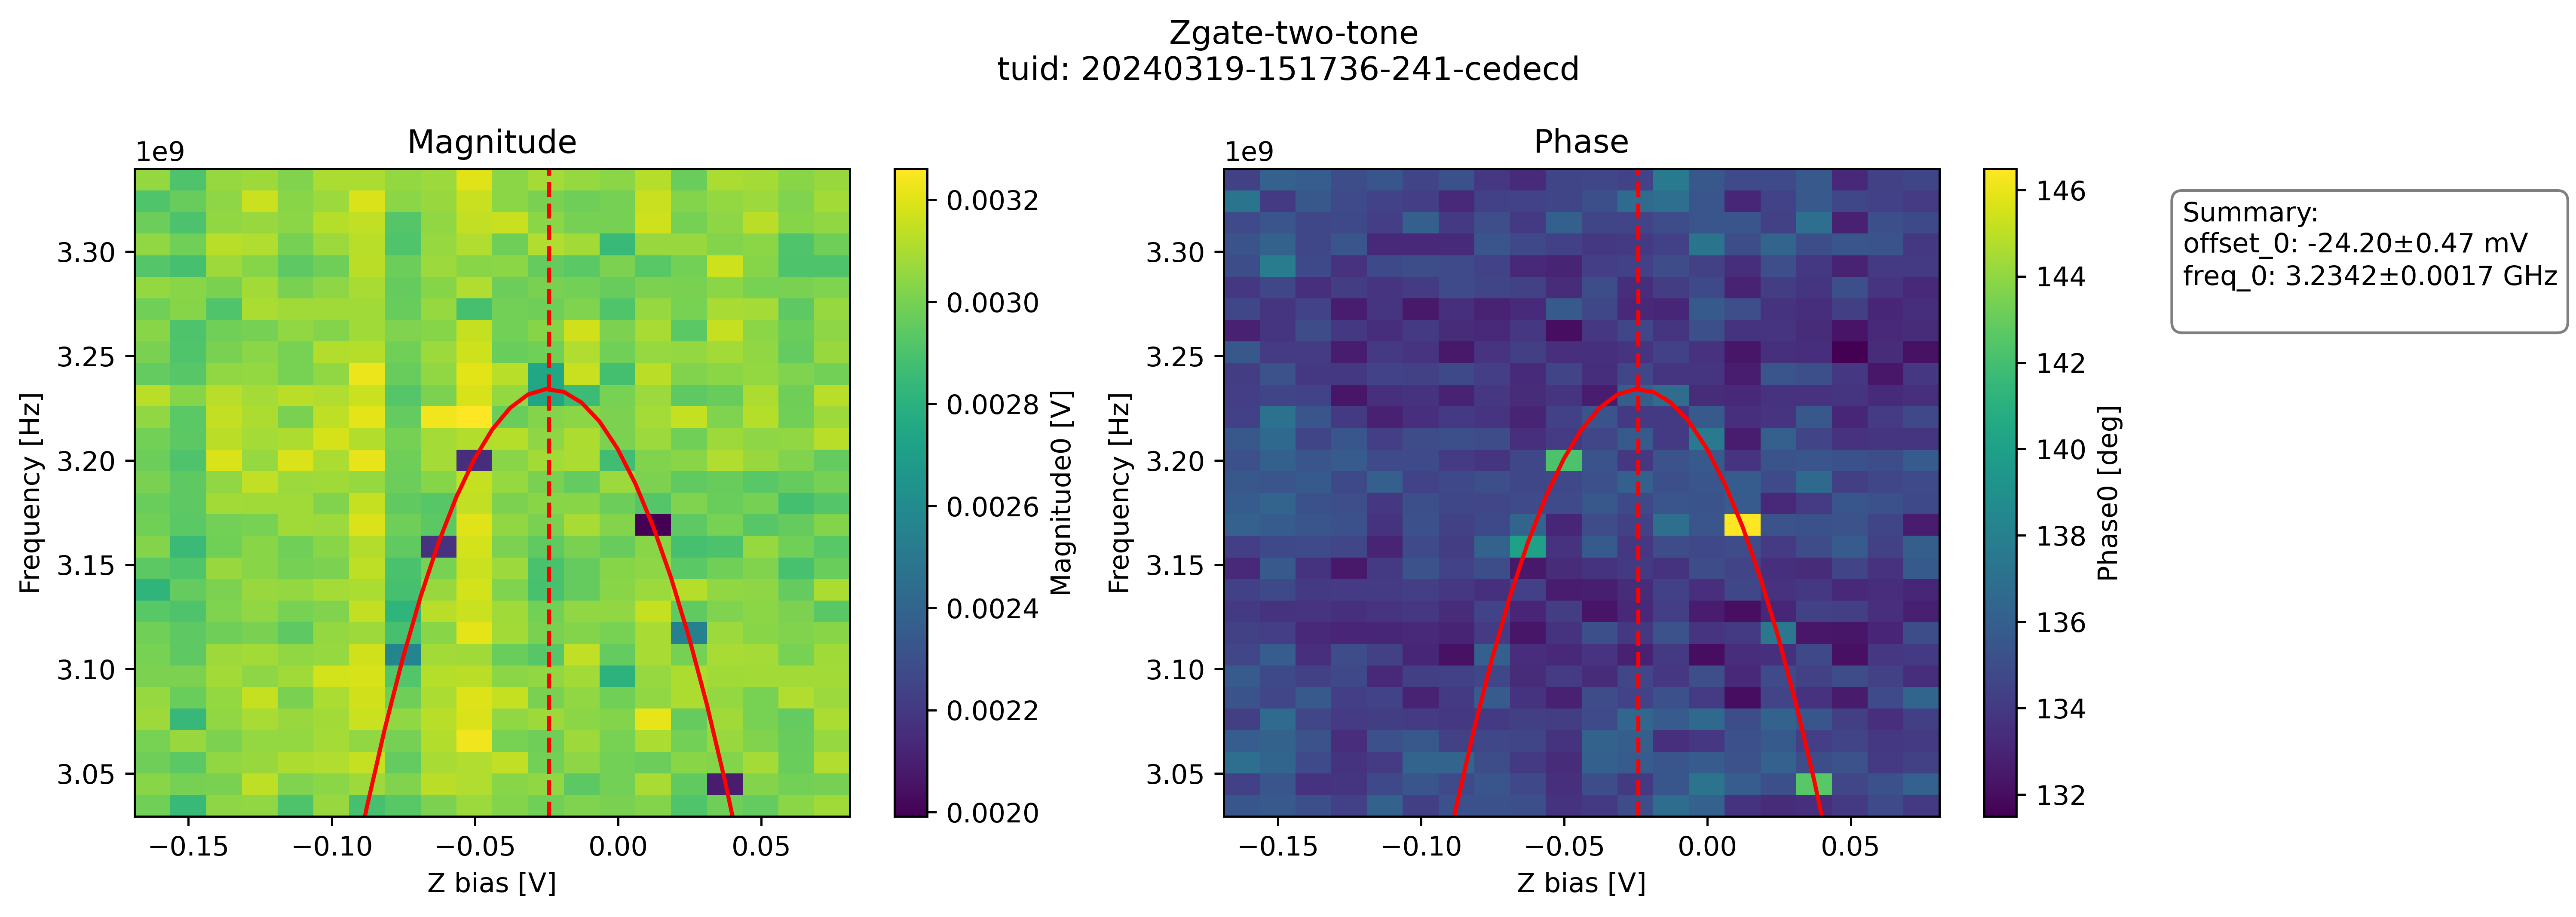 Zgate-two-tone
tuid: 20240319-151736-241-cedecd
Magnitude
1e9
3.30
3.25
3.20
3.15
3.10
3.05
Frequency [Hz]
−0.15
−0.10
−0.05
0.00
0.05
Z bias [V]
0.0032
0.0030
0.0028
0.0026
0.0024
0.0022
0.0020
Magnitude0 [V]
Phase
1e9
3.30
3.25
3.20
3.15
3.10
3.05
Frequency [Hz]
−0.15
−0.10
−0.05
0.00
0.05
Z bias [V]
146
144
142
140
138
136
134
132
Phase0 [deg]
Summary:
offset_0: -24.20±0.47 mV
freq_0: 3.2342±0.0017 GHz